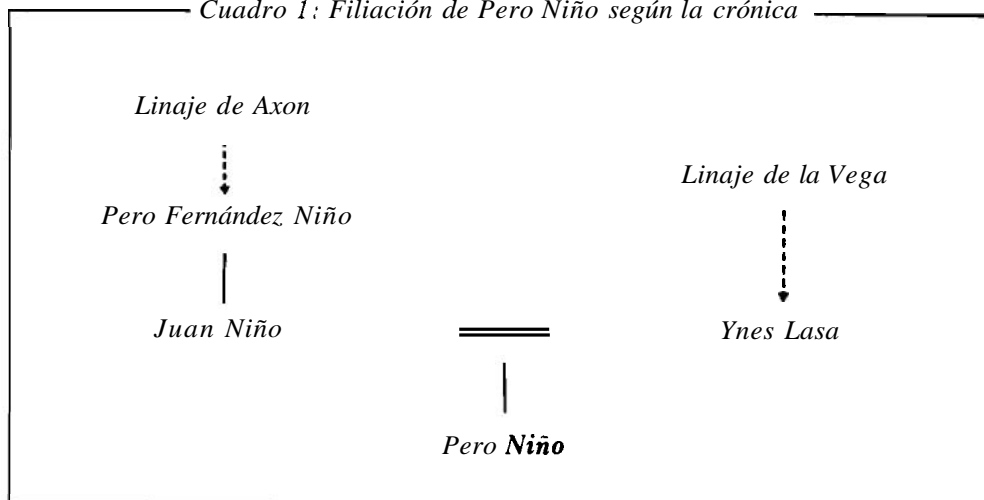 Cuadro 1: Filiación de Pero Niño según la crónica
Linaje de Axon
Linaje de la Vega
Pero Fernández Niño
Juan Niño
Ynes Lasa
Pero Niño